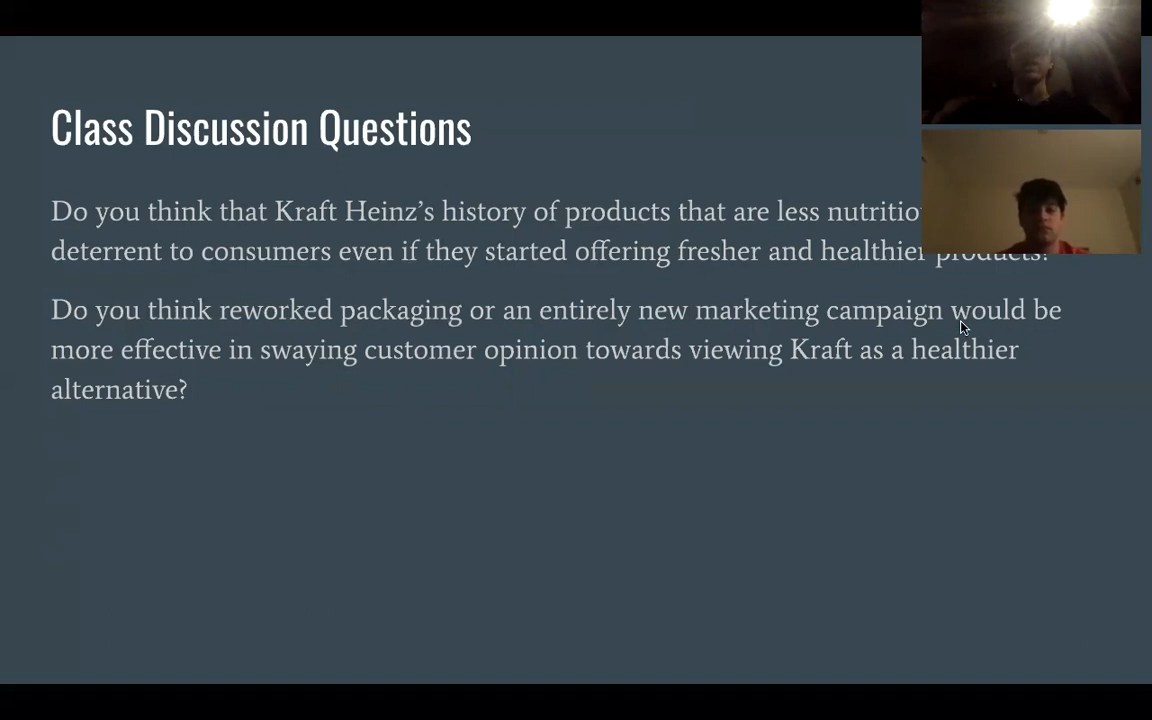 Class Discussion Questions
Do you think that Kraft Heinz’s history of products that are less
deterrent to consumers even if they started offering fresher and healthier products?
Do you think reworked packaging or an entirely new marketing campaign would be
more effective in swaying customer opinion towards viewing Kraft as a healthier
alternative?